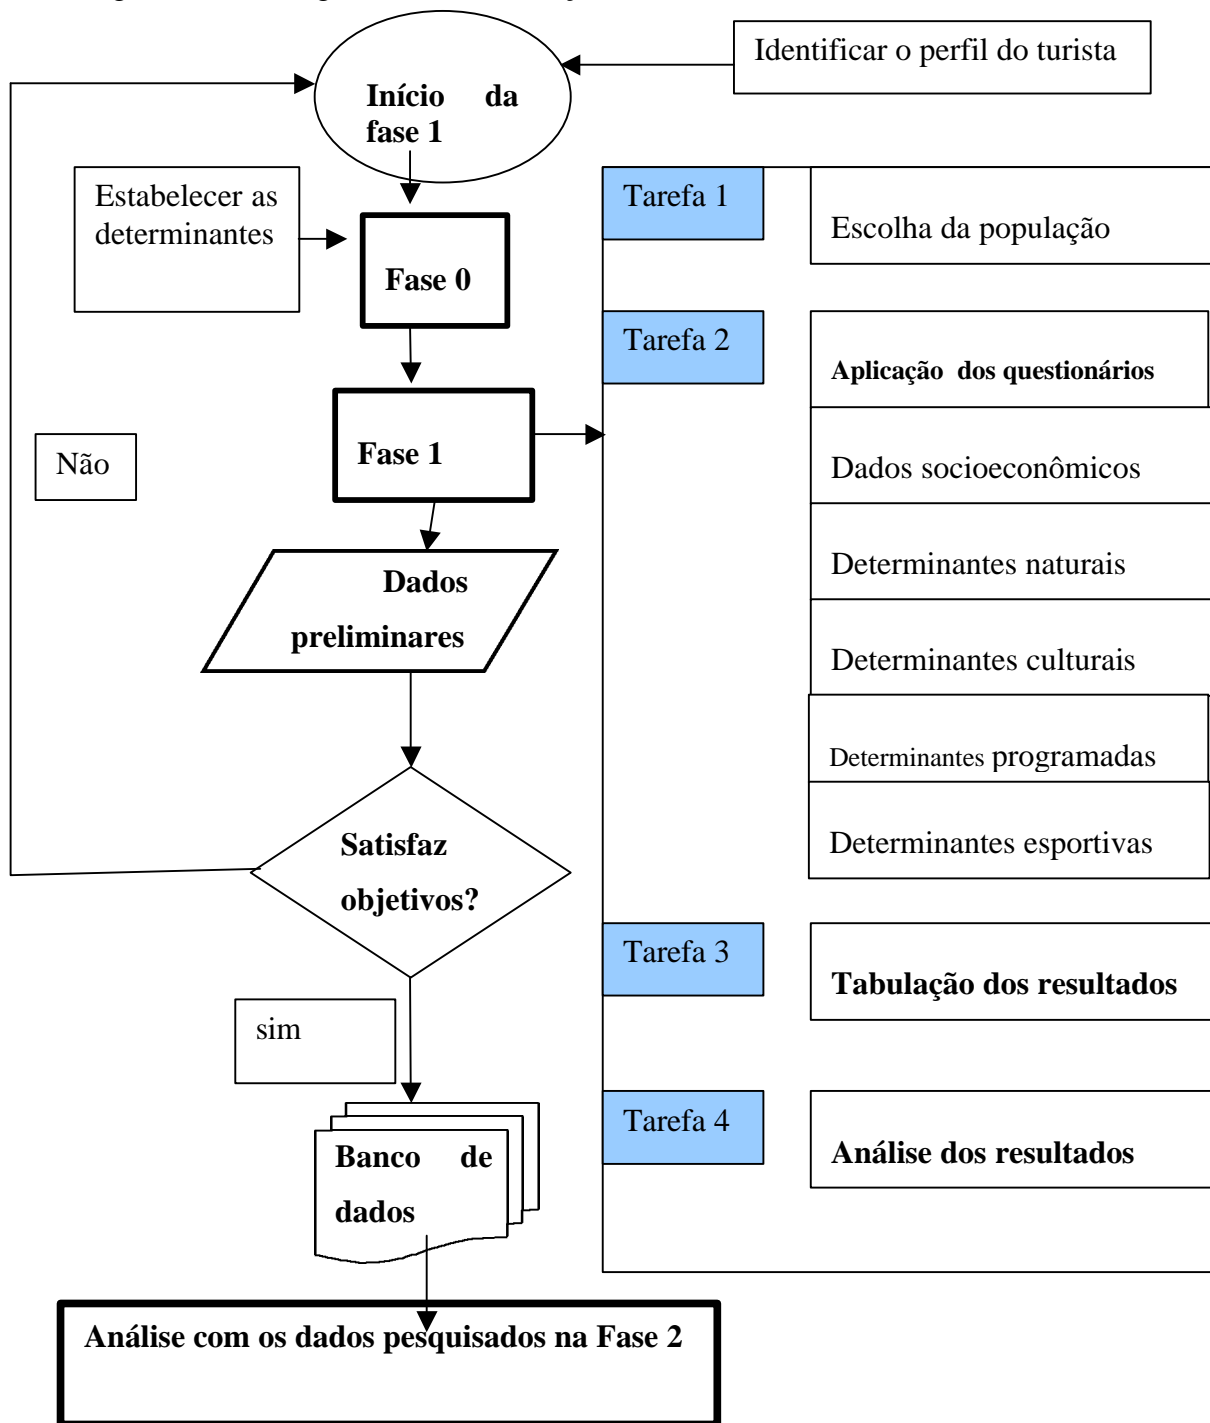 Identificar o perfil do turista
Início da
fase 1
Estabelecer as
determinantes
Fase 0
Fase 1
Não
Dados
preliminares
Satisfaz
objetivos?
sim
Banco de
dados
Análise com os dados pesquisados na Fase 2
Tarefa 1
Escolha da população
Tarefa 2
Aplicação dos questionários
Dados socioeconômicos
Determinantes naturais
Determinantes culturais
Determinantes programadas
Determinantes esportivas
Tarefa 3
Tabulação dos resultados
Tarefa 4
Análise dos resultados